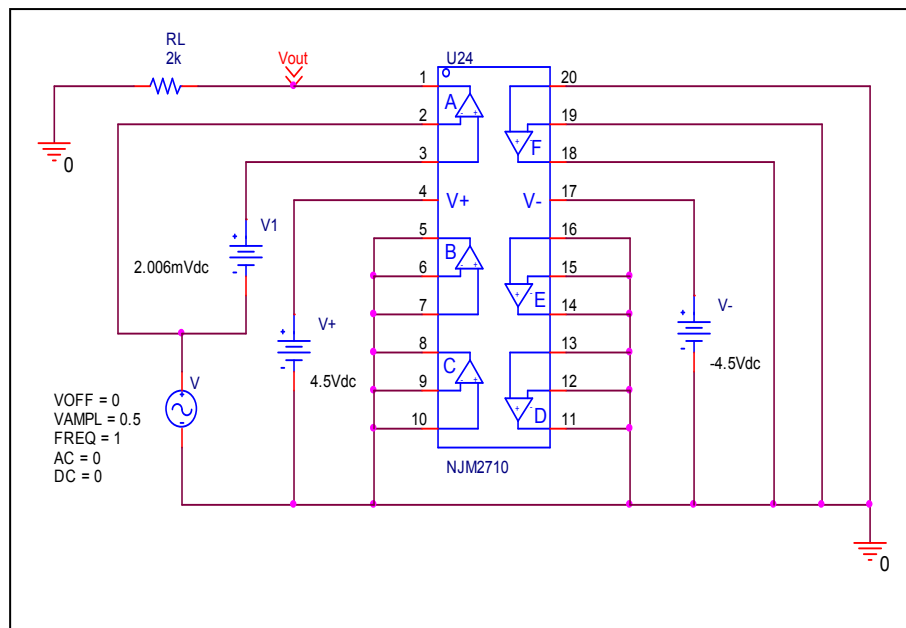 RL
2k
Vout
U24
0
1
2
3
4
5
6
7
8
9
10
A
V+
B
C
20
19
18
17
16
15
14
13
12
11
F
V-
E
D
NJM2710
V1
2.006mVdc
V+
4.5Vdc
V-
-4.5Vdc
V
VOFF = 0
VAMPL = 0.5
FREQ = 1
AC = 0
DC = 0
0